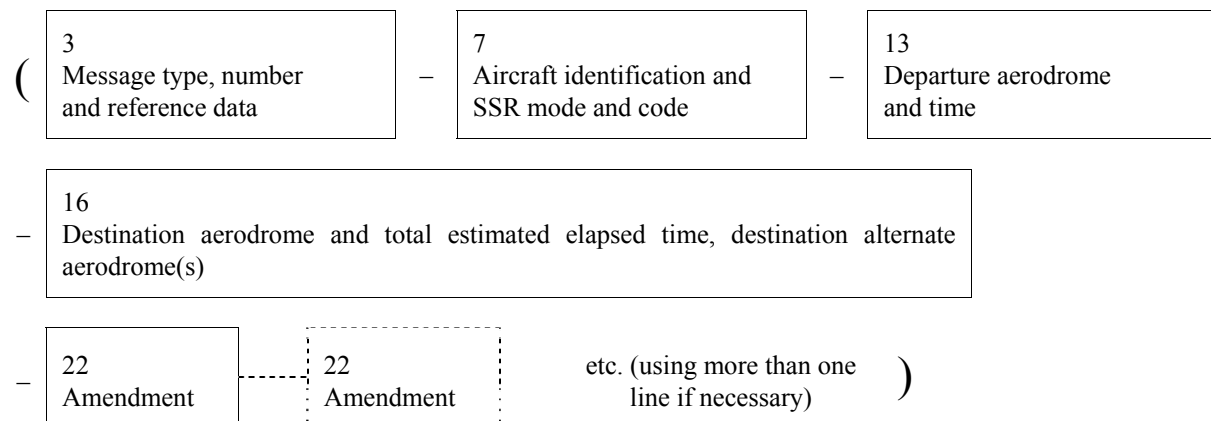 3 7 13
( Message type, number – Aircraft identification and – Departure aerodrome
and reference data SSR mode and code and time
16
– Destination aerodrome and total estimated elapsed time, destination alternate
aerodrome(s)
22 22 etc. (using more than one )
– Amendment Amendment line if necessary)